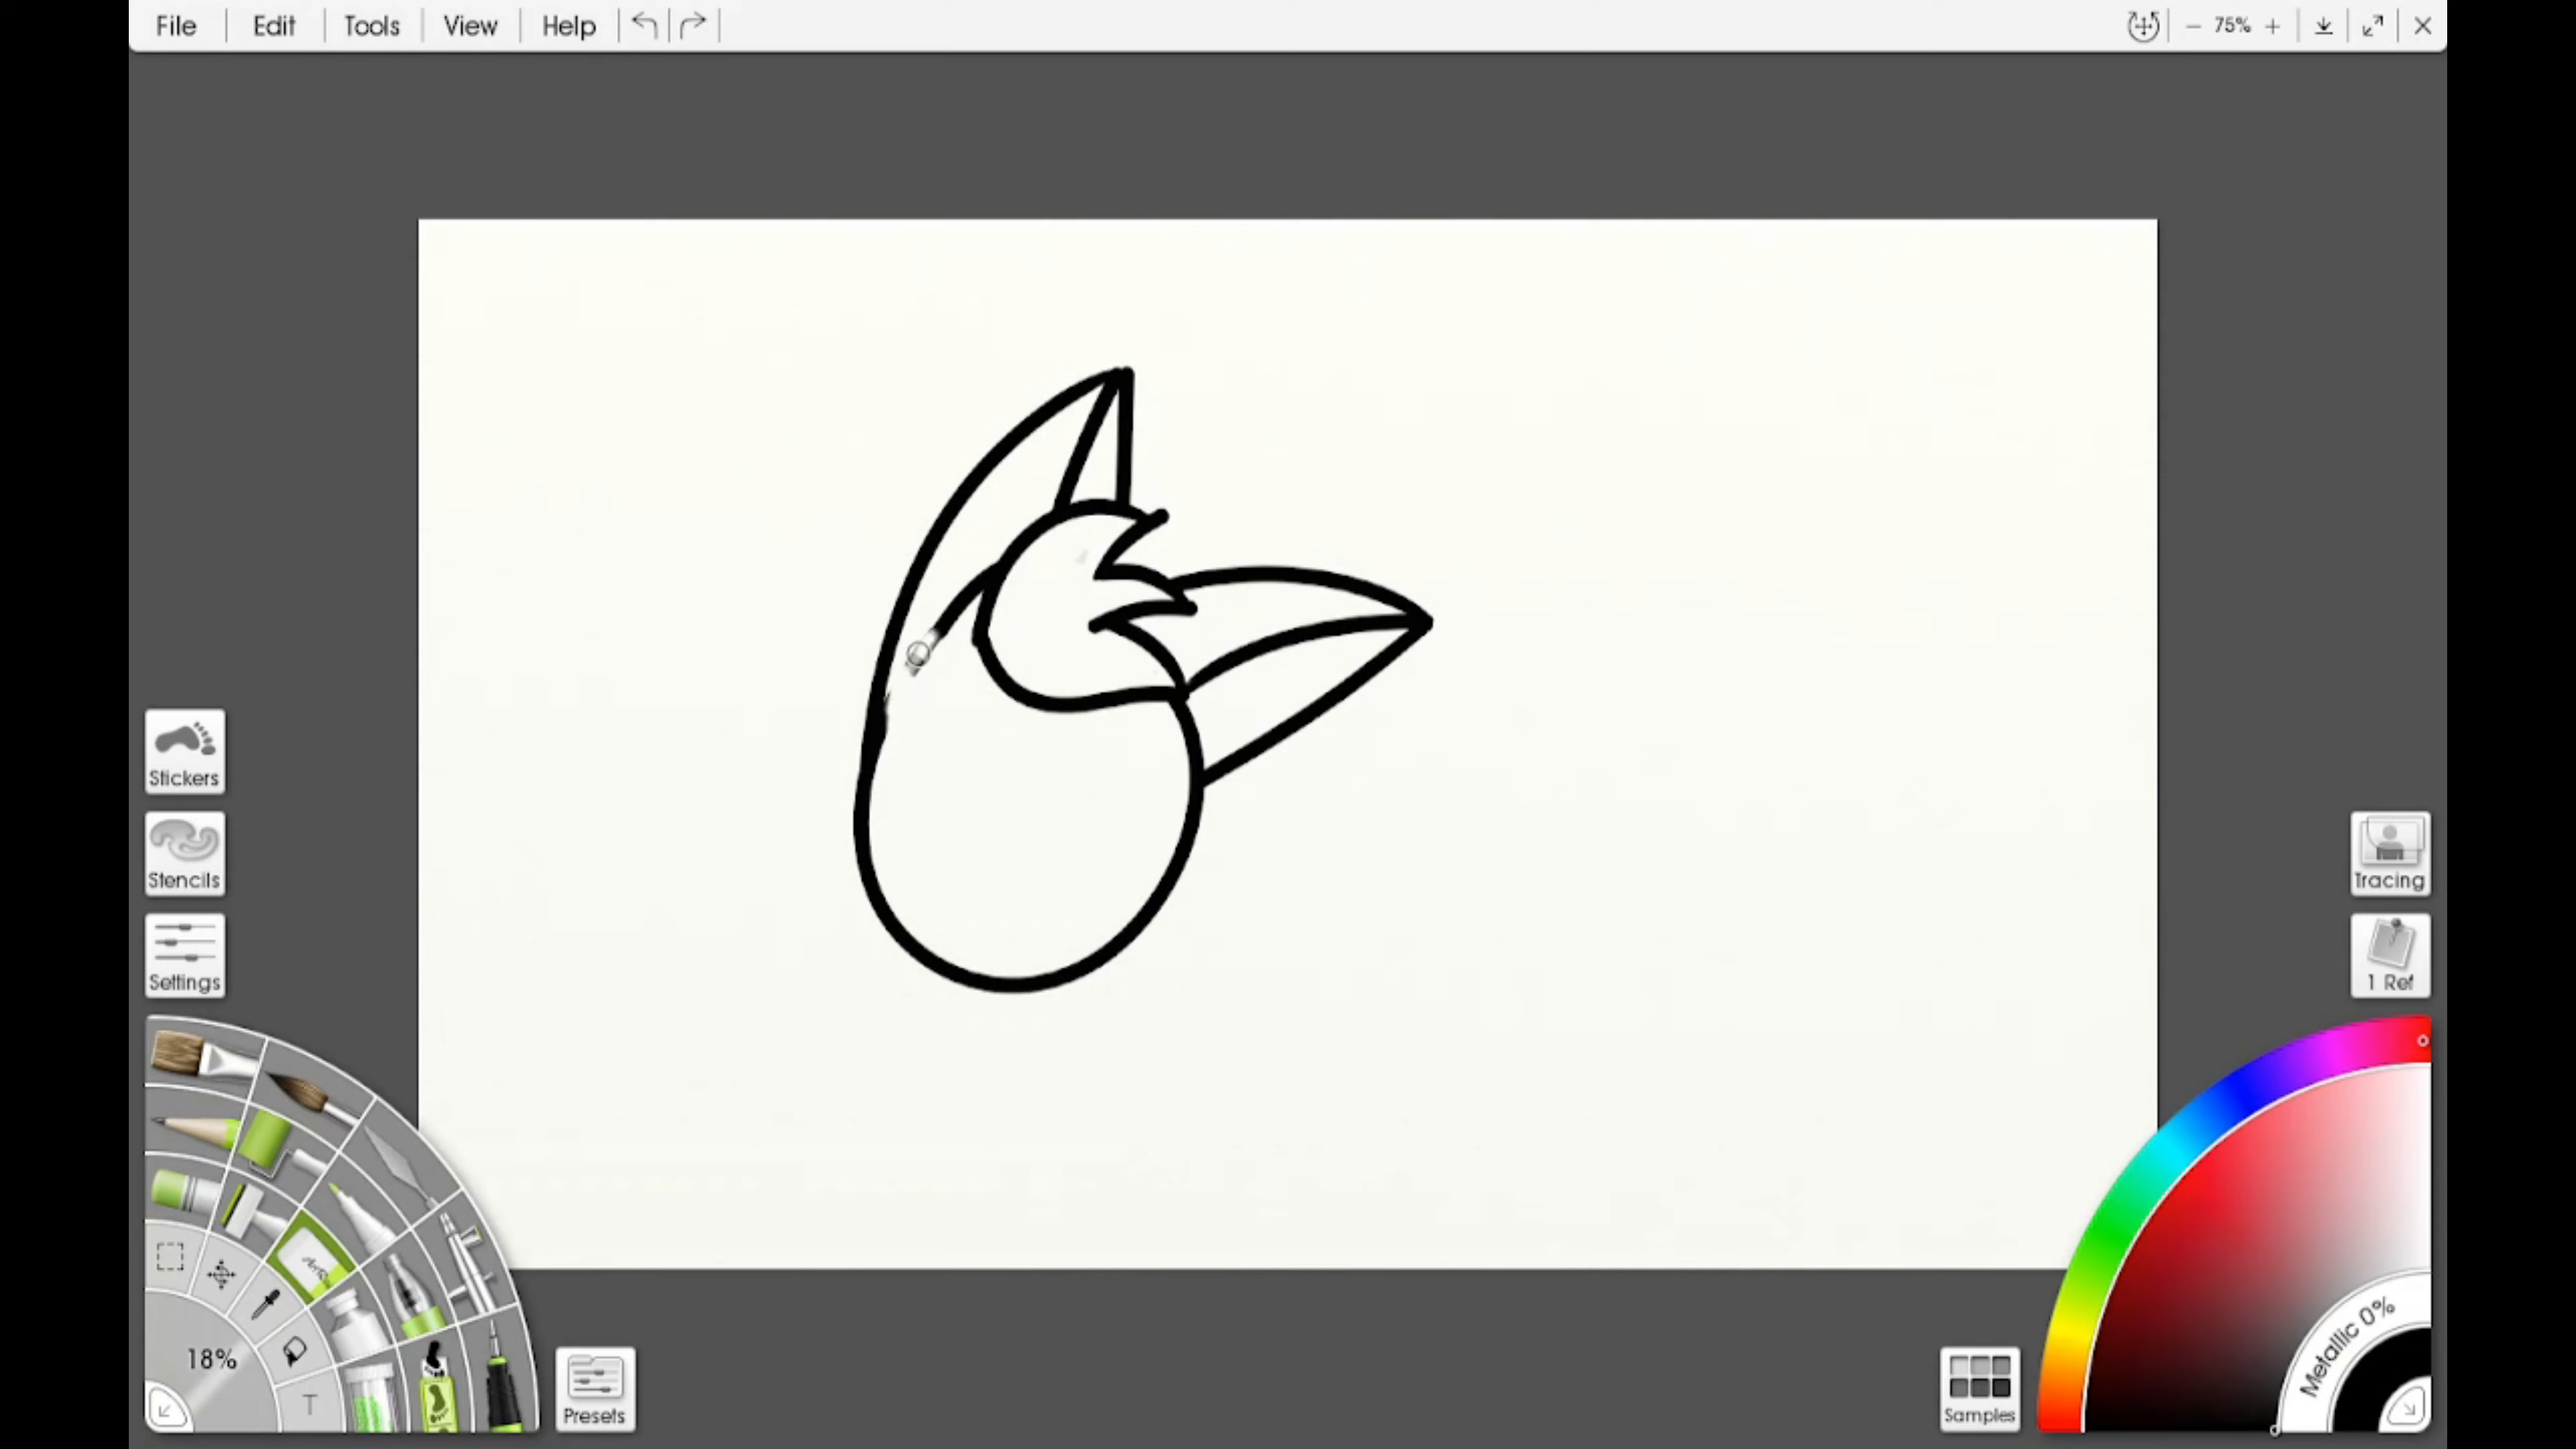 File
Edit
Tools
View
Help
75%
Stickers
Stencils
Settings
Tracing
1 Ref
18%
T
Presets
Samples
Metallic 0%